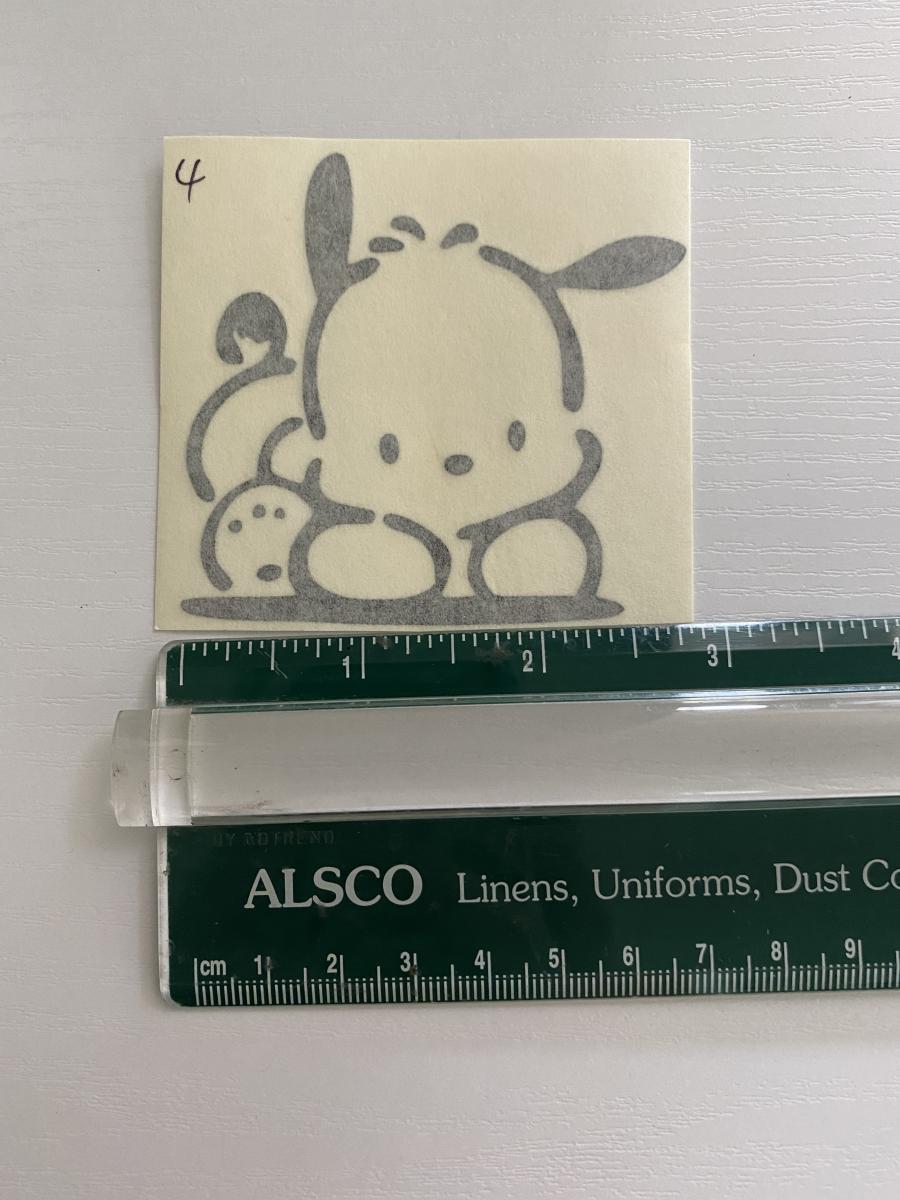 4
1 2 3 4
ALSCO Linens, Uniforms, Dust Co
cm 1 2 3 4 5 6 7 8 9